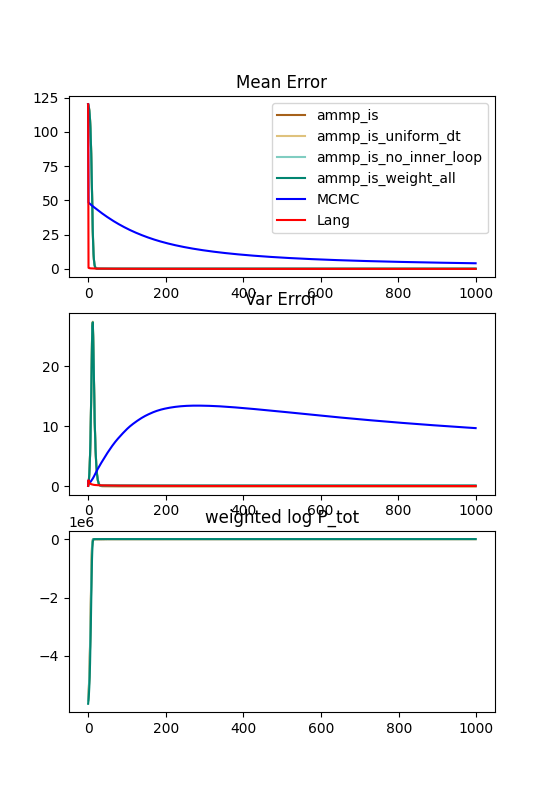 Mean Error
125
100
75
50
25
0
ammp_is
ammp_is_uniform_dt
ammp_is_no_inner_loop
ammp_is_weight_all
MCMC
Lang
0 200 400 600 800 1000
Var Error
20
10
0
0 200 400 600 800 1000
weighted log P_tot
1e6
0
−2
−4
0 200 400 600 800 1000